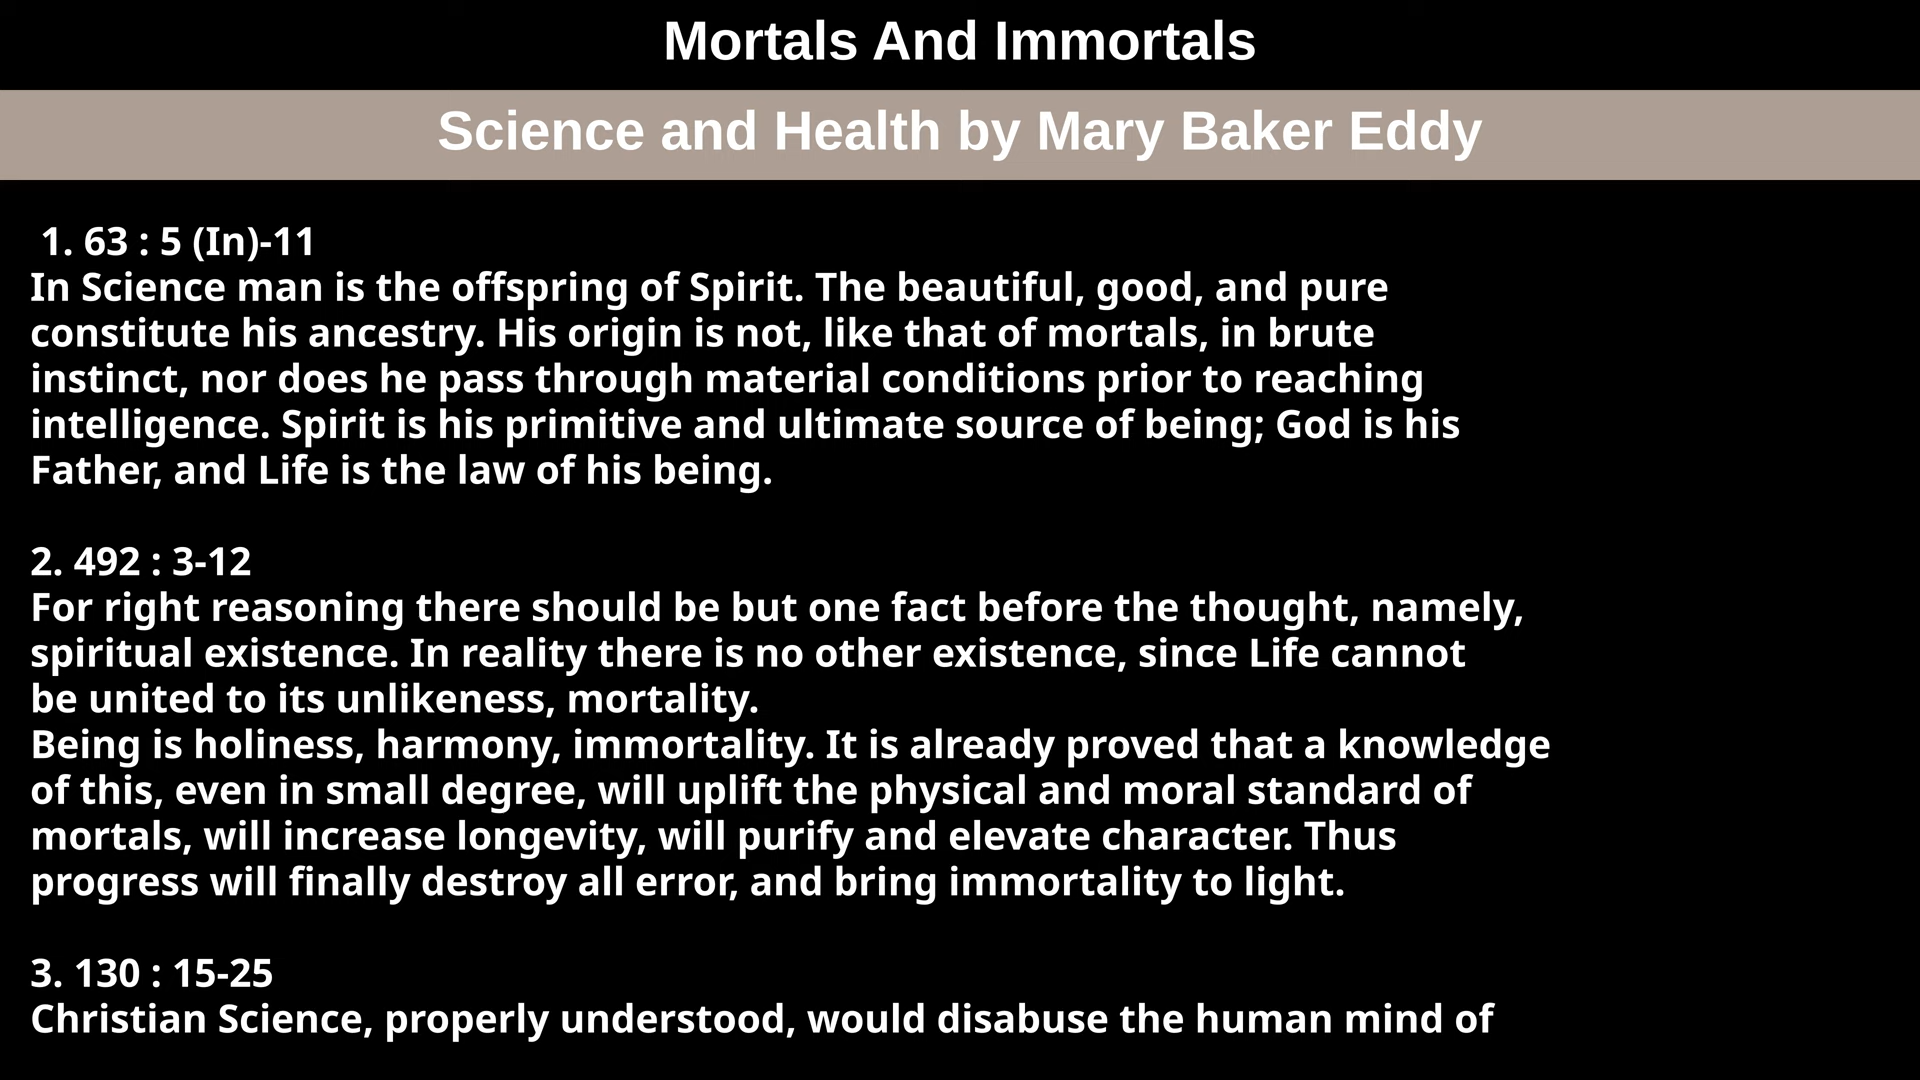 Mortals And Immortals
Science and Health by Mary Baker Eddy
1. 63 : 5 (In)-11
In Science man is the offspring of Spirit. The beautiful, good, and pure
constitute his ancestry. His origin is not, like that of mortals, in brute
instinct, nor does he pass through material conditions prior to reaching
intelligence. Spirit is his primitive and ultimate source of being; God is his
Father, and Life is the law of his being.
2. 492 : 3-12
For right reasoning there should be but one fact before the thought, namely,
spiritual existence. In reality there is no other existence, since Life cannot
be united to its unlikeness, mortality.
Being is holiness, harmony, immortality. It is already proved that a knowledge
of this, even in small degree, will uplift the physical and moral standard of
mortals, will increase longevity, will purify and elevate character. Thus
progress will finally destroy all error, and bring immortality to light.
3. 130 : 15-25
Christian Science, properly understood, would disabuse the human mind of